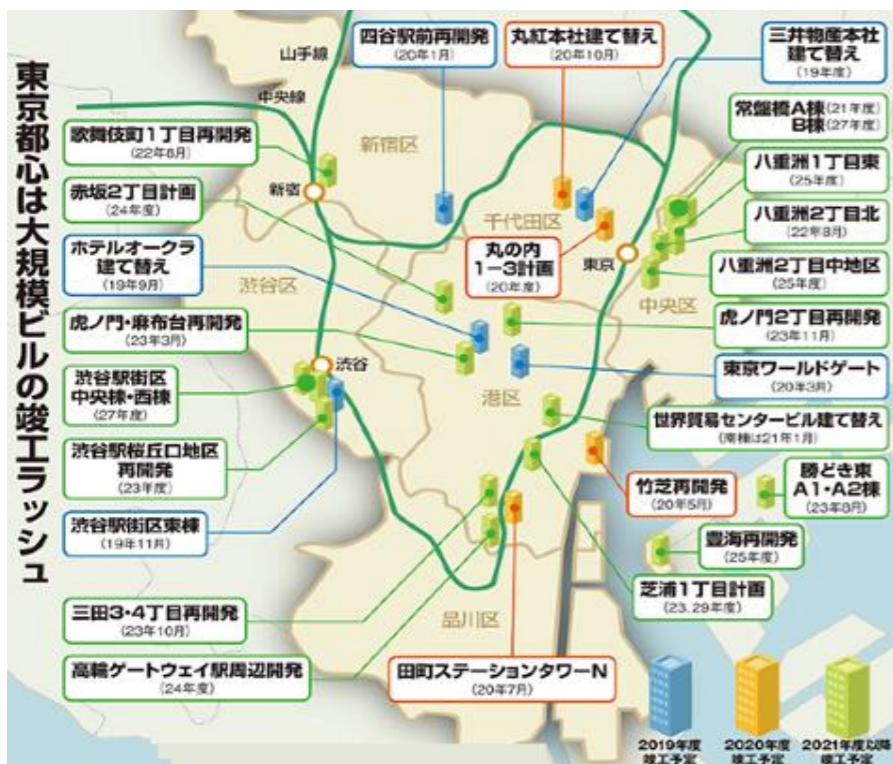 東京都心は大規模ビルの竣工ラッシュ
山手線
中央線
四谷駅前再開発
(20年1月)
丸紅本社建て替え
(20年10月)
三井物産本社
建て替え
(19年度)
常盤橋A棟(21年度)
B棟(27年度)
歌舞伎町1丁目再開発
(22年8月)
新宿区
八重洲1丁目東
(25年度)
赤坂2丁目計画
(24年度)
新宿
千代田区
八重洲2丁目北
(22年8月)
ホテルオークラ
建て替え
(19年9月)
丸の内
1-3計画
(20年度)
東京
八重洲2丁目中地区
(25年度)
渋谷区
中央区
虎ノ門・麻布台再開発
(23年3月)
虎ノ門2丁目再開発
(23年11月)
渋谷
東京ワールドゲート
(20年3月)
渋谷駅街区
中央棟・西棟
(27年度)
港区
世界貿易センタービル建て替え
(南棟は21年1月)
渋谷駅桜丘口地区
再開発
(23年度)
竹芝再開発
(20年5月)
勝どき東
A1・A2棟
(23年8月)
渋谷駅街区東棟
(19年11月)
豊海再開発
(25年度)
芝浦1丁目計画
(23.29年度)
三田3・4丁目再開発
(23年10月)
品川区
高輪ゲートウェイ駅周辺開発
(24年度)
田町ステーションタワーN
(20年7月)
2019年度
竣工予定
2020年度
竣工予定
2021年度以降
竣工予定